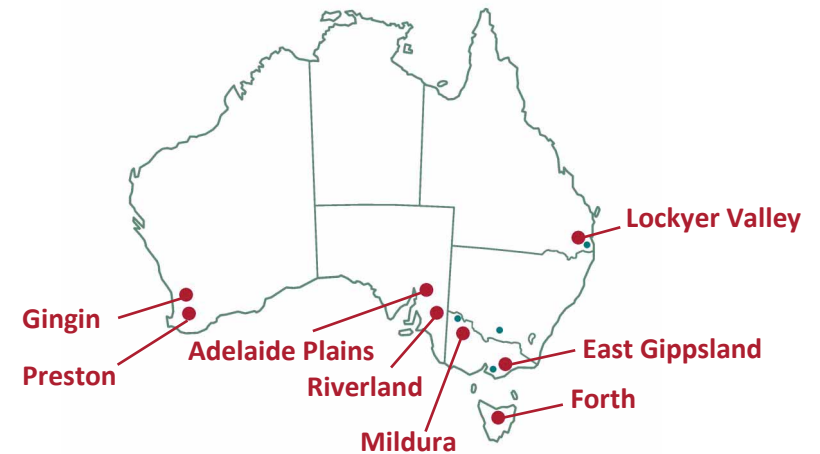 Lockyer Valley
Gingin
Adelaide Plains
East Gippsland
Preston
Riverland
Forth
Mildura